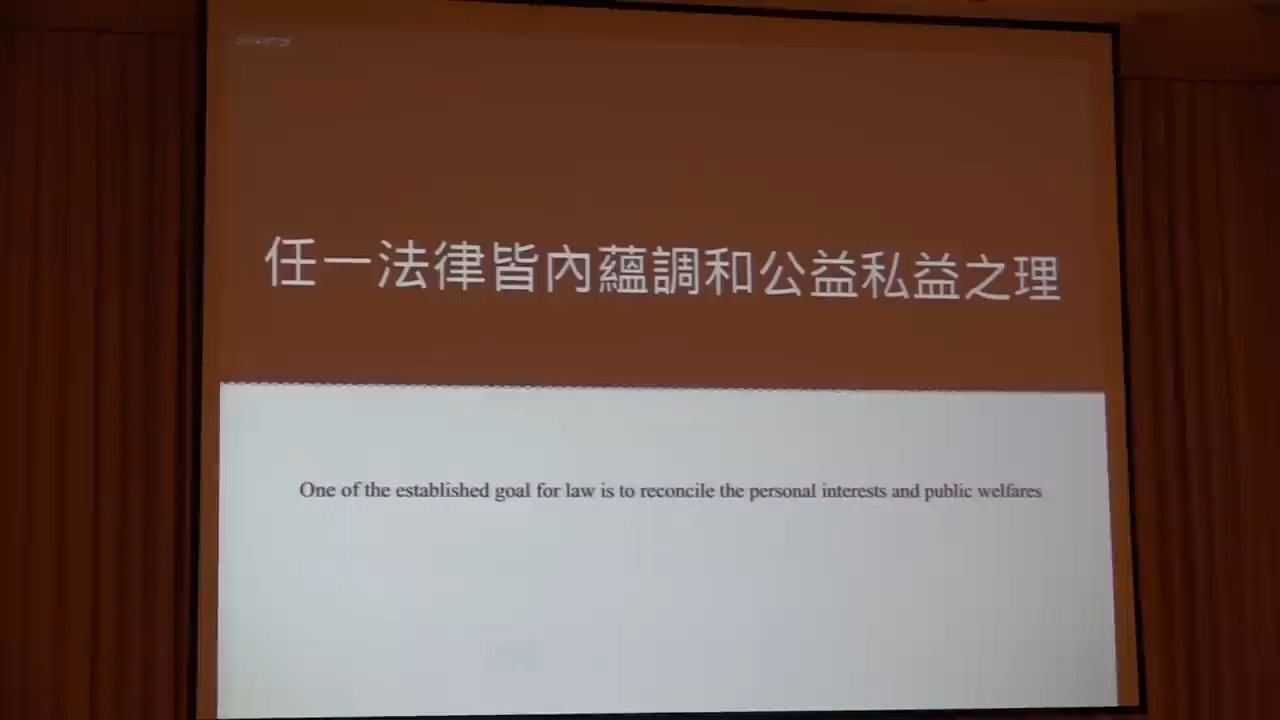 任一法律皆內蘊調和公益私益之理
One of the established goal for law is to reconcile the personal interests and public welfares